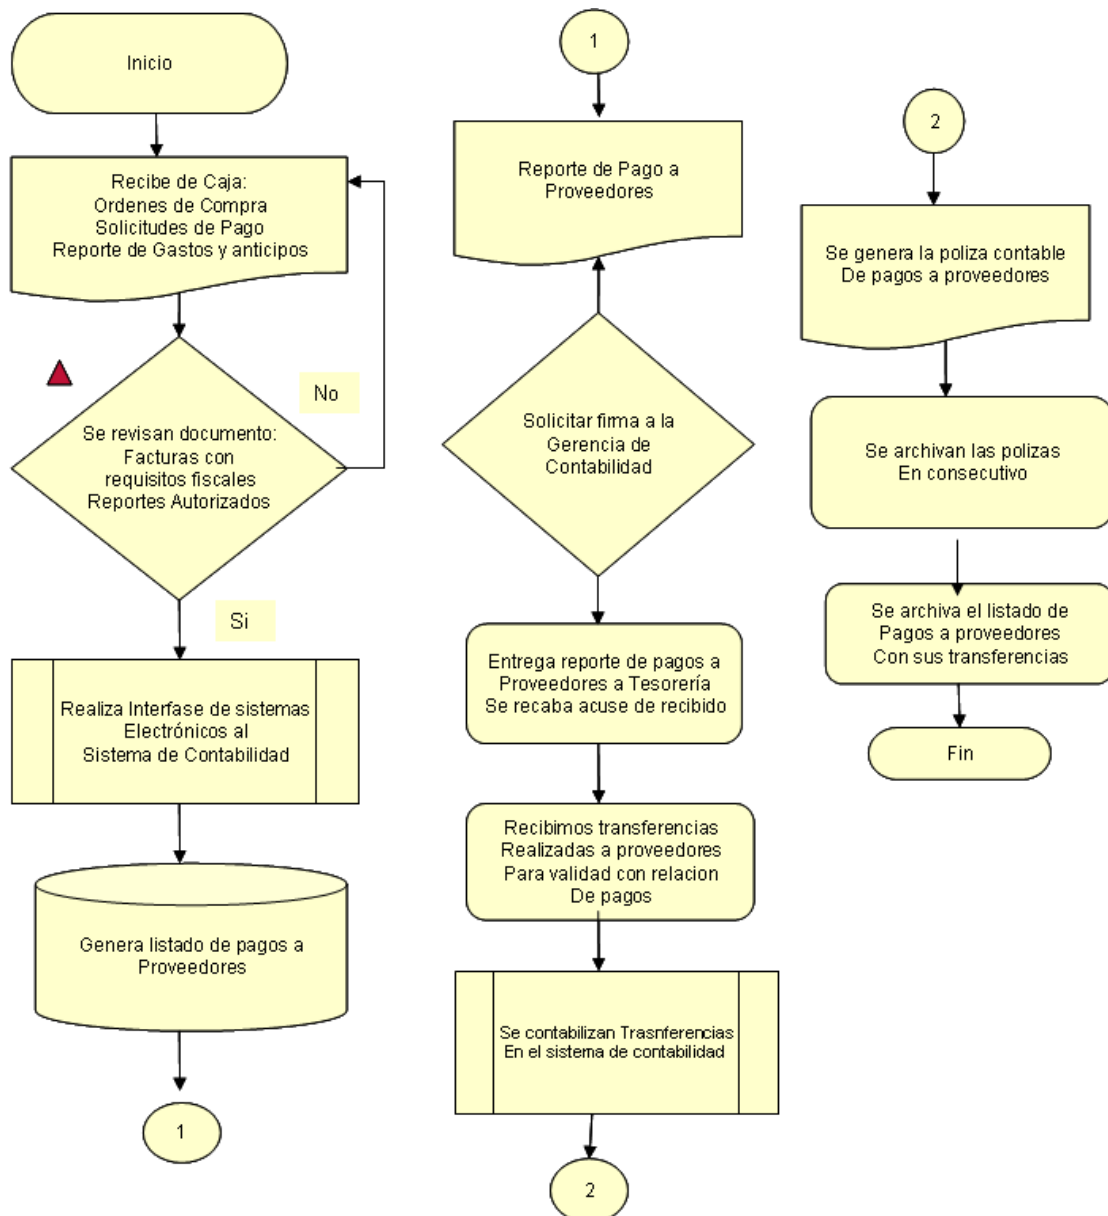 Inicio
Recibe de Caja:
Ordenes de Compra
Solicitudes de Pago
Reporte de Gastos y anticipos
No
Se revisan documento:
Facturas con
requisitos fiscales
Reportes Autorizados
Si
Realiza Interfase de sistemas
Electrónicos al
Sistema de Contabilidad
Genera listado de pagos a
Proveedores
1
1
Reporte de Pago a
Proveedores
Solicitar firma a la
Gerencia de
Contabilidad
Entrega reporte de pagos a
Proveedores a Tesorería
Se recaba acuse de recibido
Recibimos transferencias
Realizadas a proveedores
Para validad con relacion
De pagos
Se contabilizan Trasnferencias
En el sistema de contabilidad
2
2
Se genera la poliza contable
De pagos a proveedores
Se archivan las polizas
En consecutivo
Se archiva el listado de
Pagos a proveedores
Con sus transferencias
Fin